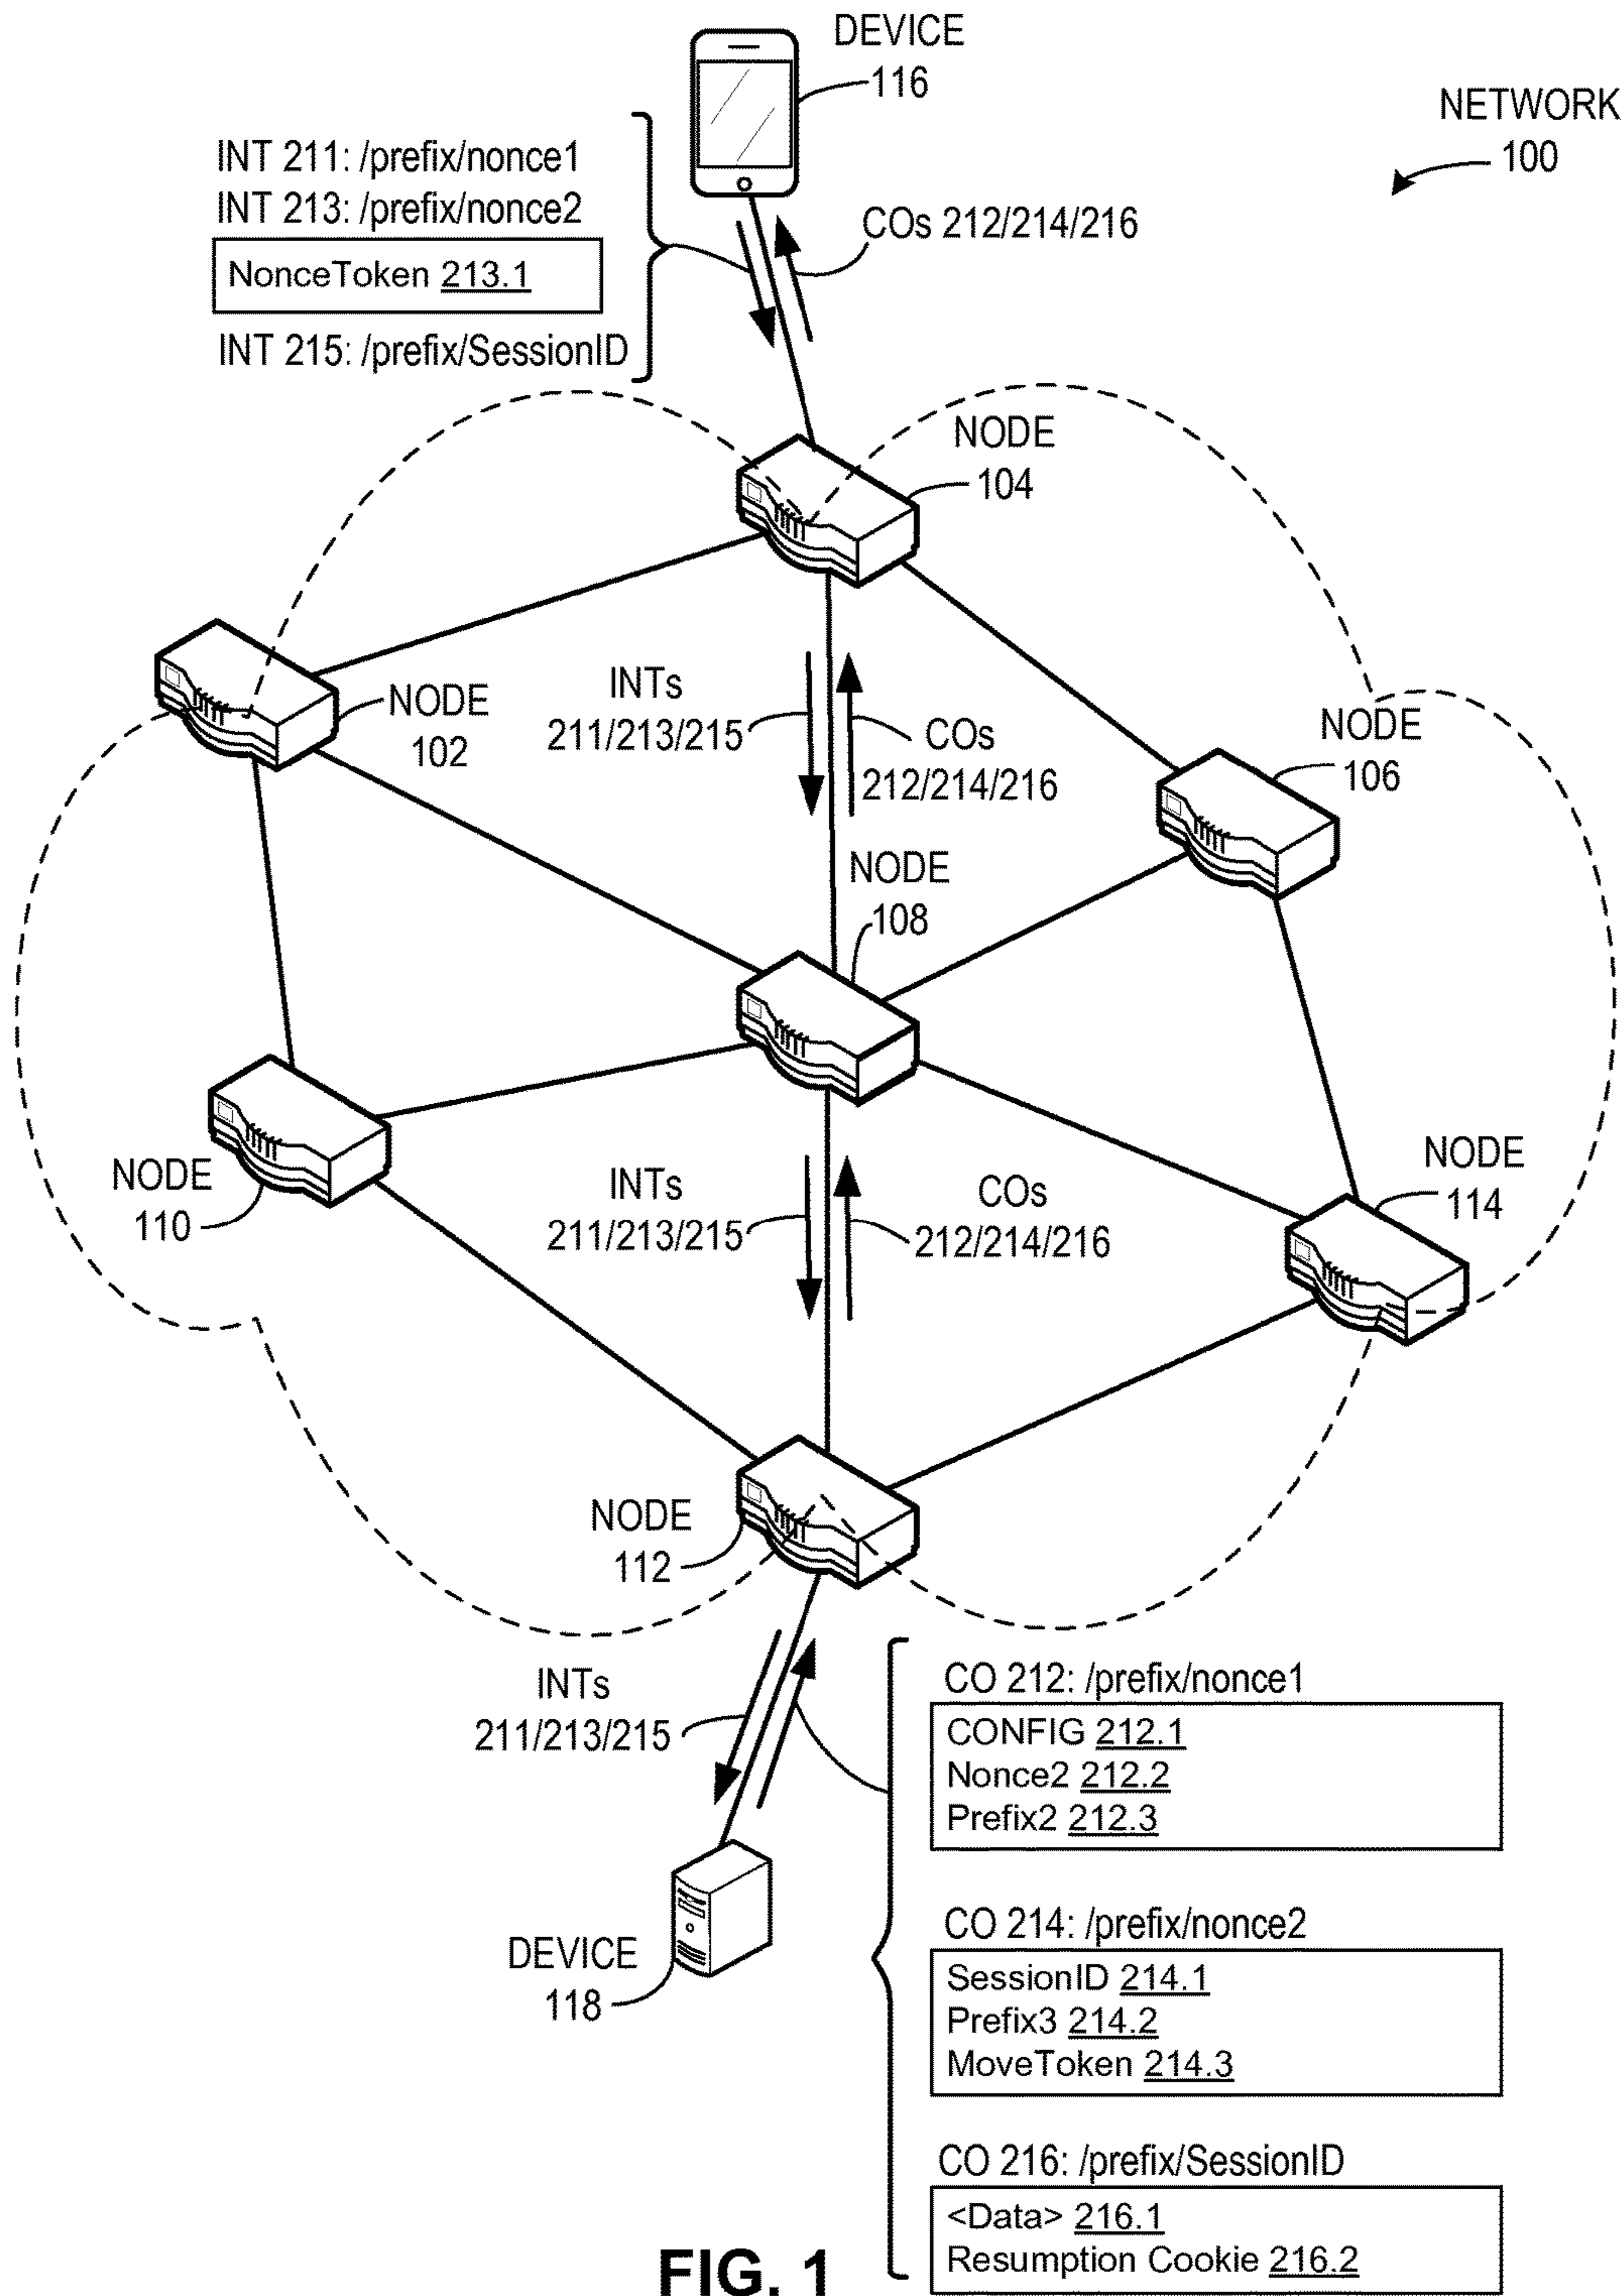 DEVICE
116
NETWORK
100
INT 211: /prefix/nonce1
INT 213: /prefix/nonce2
NonceToken 213.1
INT 215: /prefix/SessionID
COs 212/214/216
NODE
104
NODE
102
INTs
211/213/215
COs
212/214/216
NODE
106
NODE
108
NODE
110
INTs
211/213/215
COs
212/214/216
NODE
114
NODE
112
INTs
211/213/215
DEVICE
118
CO 212: /prefix/nonce1
CONFIG 212.1
Nonce2 212.2
Prefix2 212.3
CO 214: /prefix/nonce2
SessionID 214.1
Prefix3 214.2
MoveToken 214.3
CO 216: /prefix/SessionID
<Data> 216.1
Resumption Cookie 216.2
FIG. 1